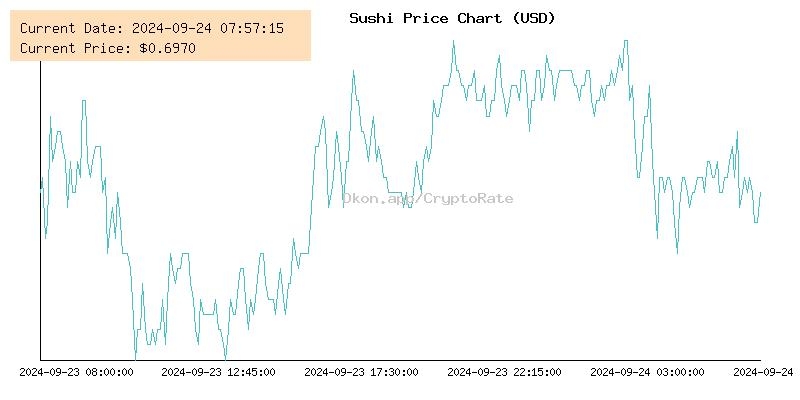 Sushi Price Chart (USD)
Current Date: 2024-09-24 07:57:15
Current Price: $0.6970
Okon.app/CryptoRate
2024-09-23 08:00:00 2024-09-23 12:45:00 2024-09-23 17:30:00 2024-09-23 22:15:00 2024-09-24 03:00:00 2024-09-24